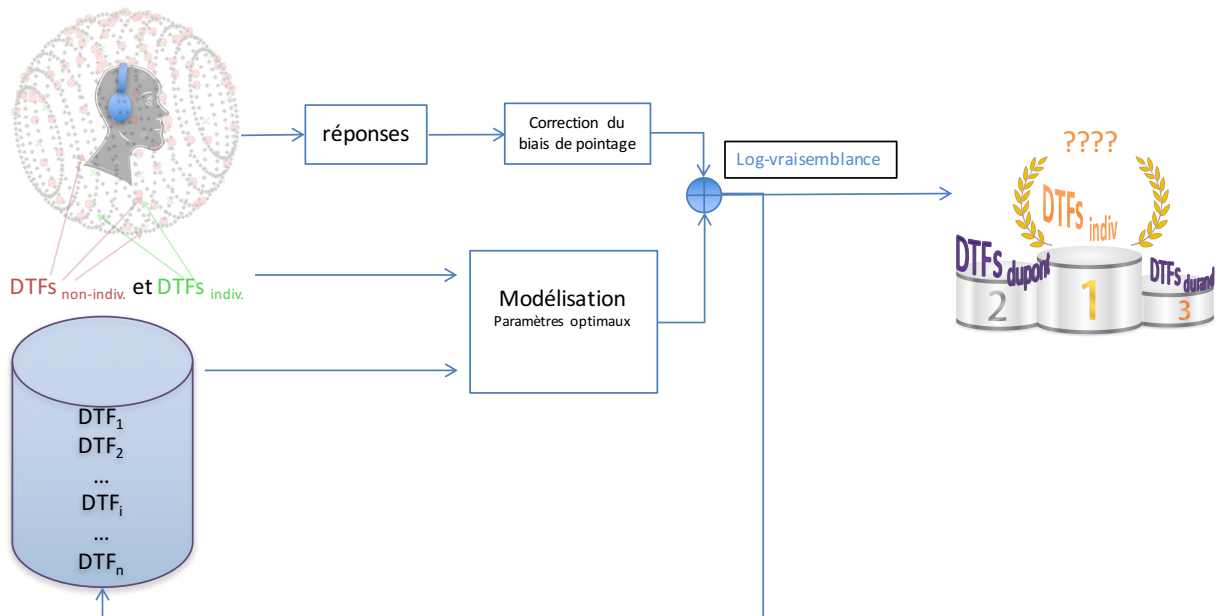 réponses
Correction du
biais de pointage
Log-vraisemblance
????
DTFs indiv
DTFs dupont
DTFs durand
2
1
3
DTFs non-indiv. et DTFs indiv.
Modélisation
Paramètres optimaux
DTF1
DTF2
...
DTFi
...
DTFn